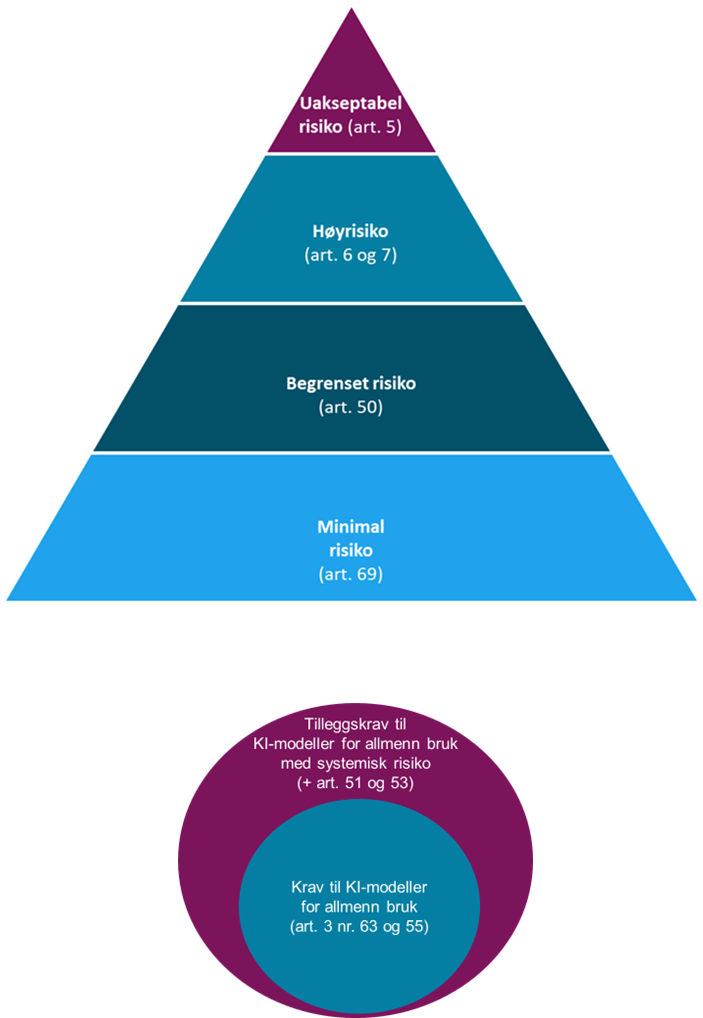 Uakseptabel
risiko (art. 5)
Høyrisiko
(art. 6 og 7)
Begrenset risiko
(art. 50)
Minimal
risiko
(art. 69)
Tilleggskrav til
KI-modeller for allmenn bruk
med systemisk risiko
(+ art. 51 og 53)
Krav til KI-modeller
for allmenn bruk
(art. 3 nr. 63 og 55)